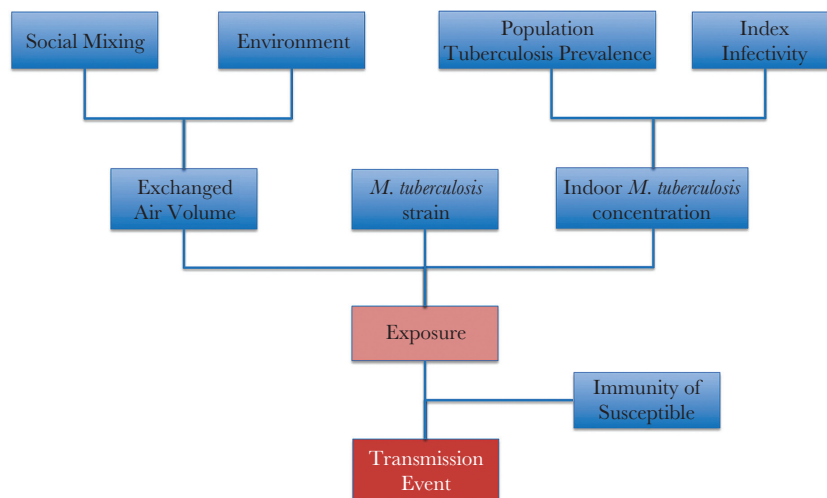 Social Mixing
Environment
Population
Tuberculosis Prevalence
Index
Infectivity
Exchanged
Air Volume
M. tuberculosis
strain
Indoor M. tuberculosis
concentration
Exposure
Immunity of
Susceptible
Transmission
Event